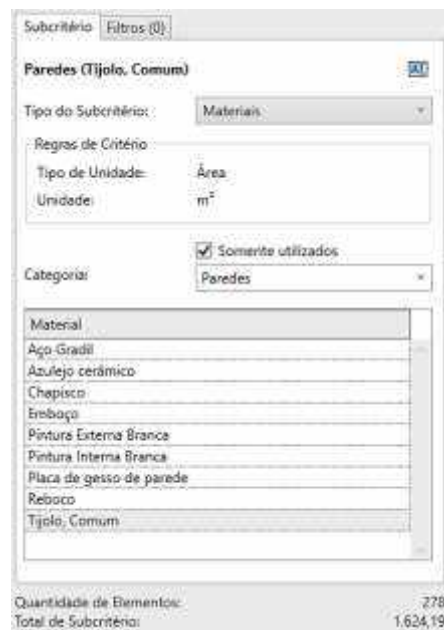 Subcritério Filtros (0)
Paredes (Tijolo, Comum)
Tipo do Subcritério: Materiais
Regras de Critério
Tipo de Unidade: Área
Unidade: m²
Somente utilizados
Categoria: Paredes
Material
Aço Gradil
Azulejo cerâmico
Chapisco
Emboço
Pintura Externa Branca
Pintura Interna Branca
Placa de gesso de parede
Reboco
Tijolo, Comum
Quantidade de Elementos: 278
Total de Subcritério: 1.624,19